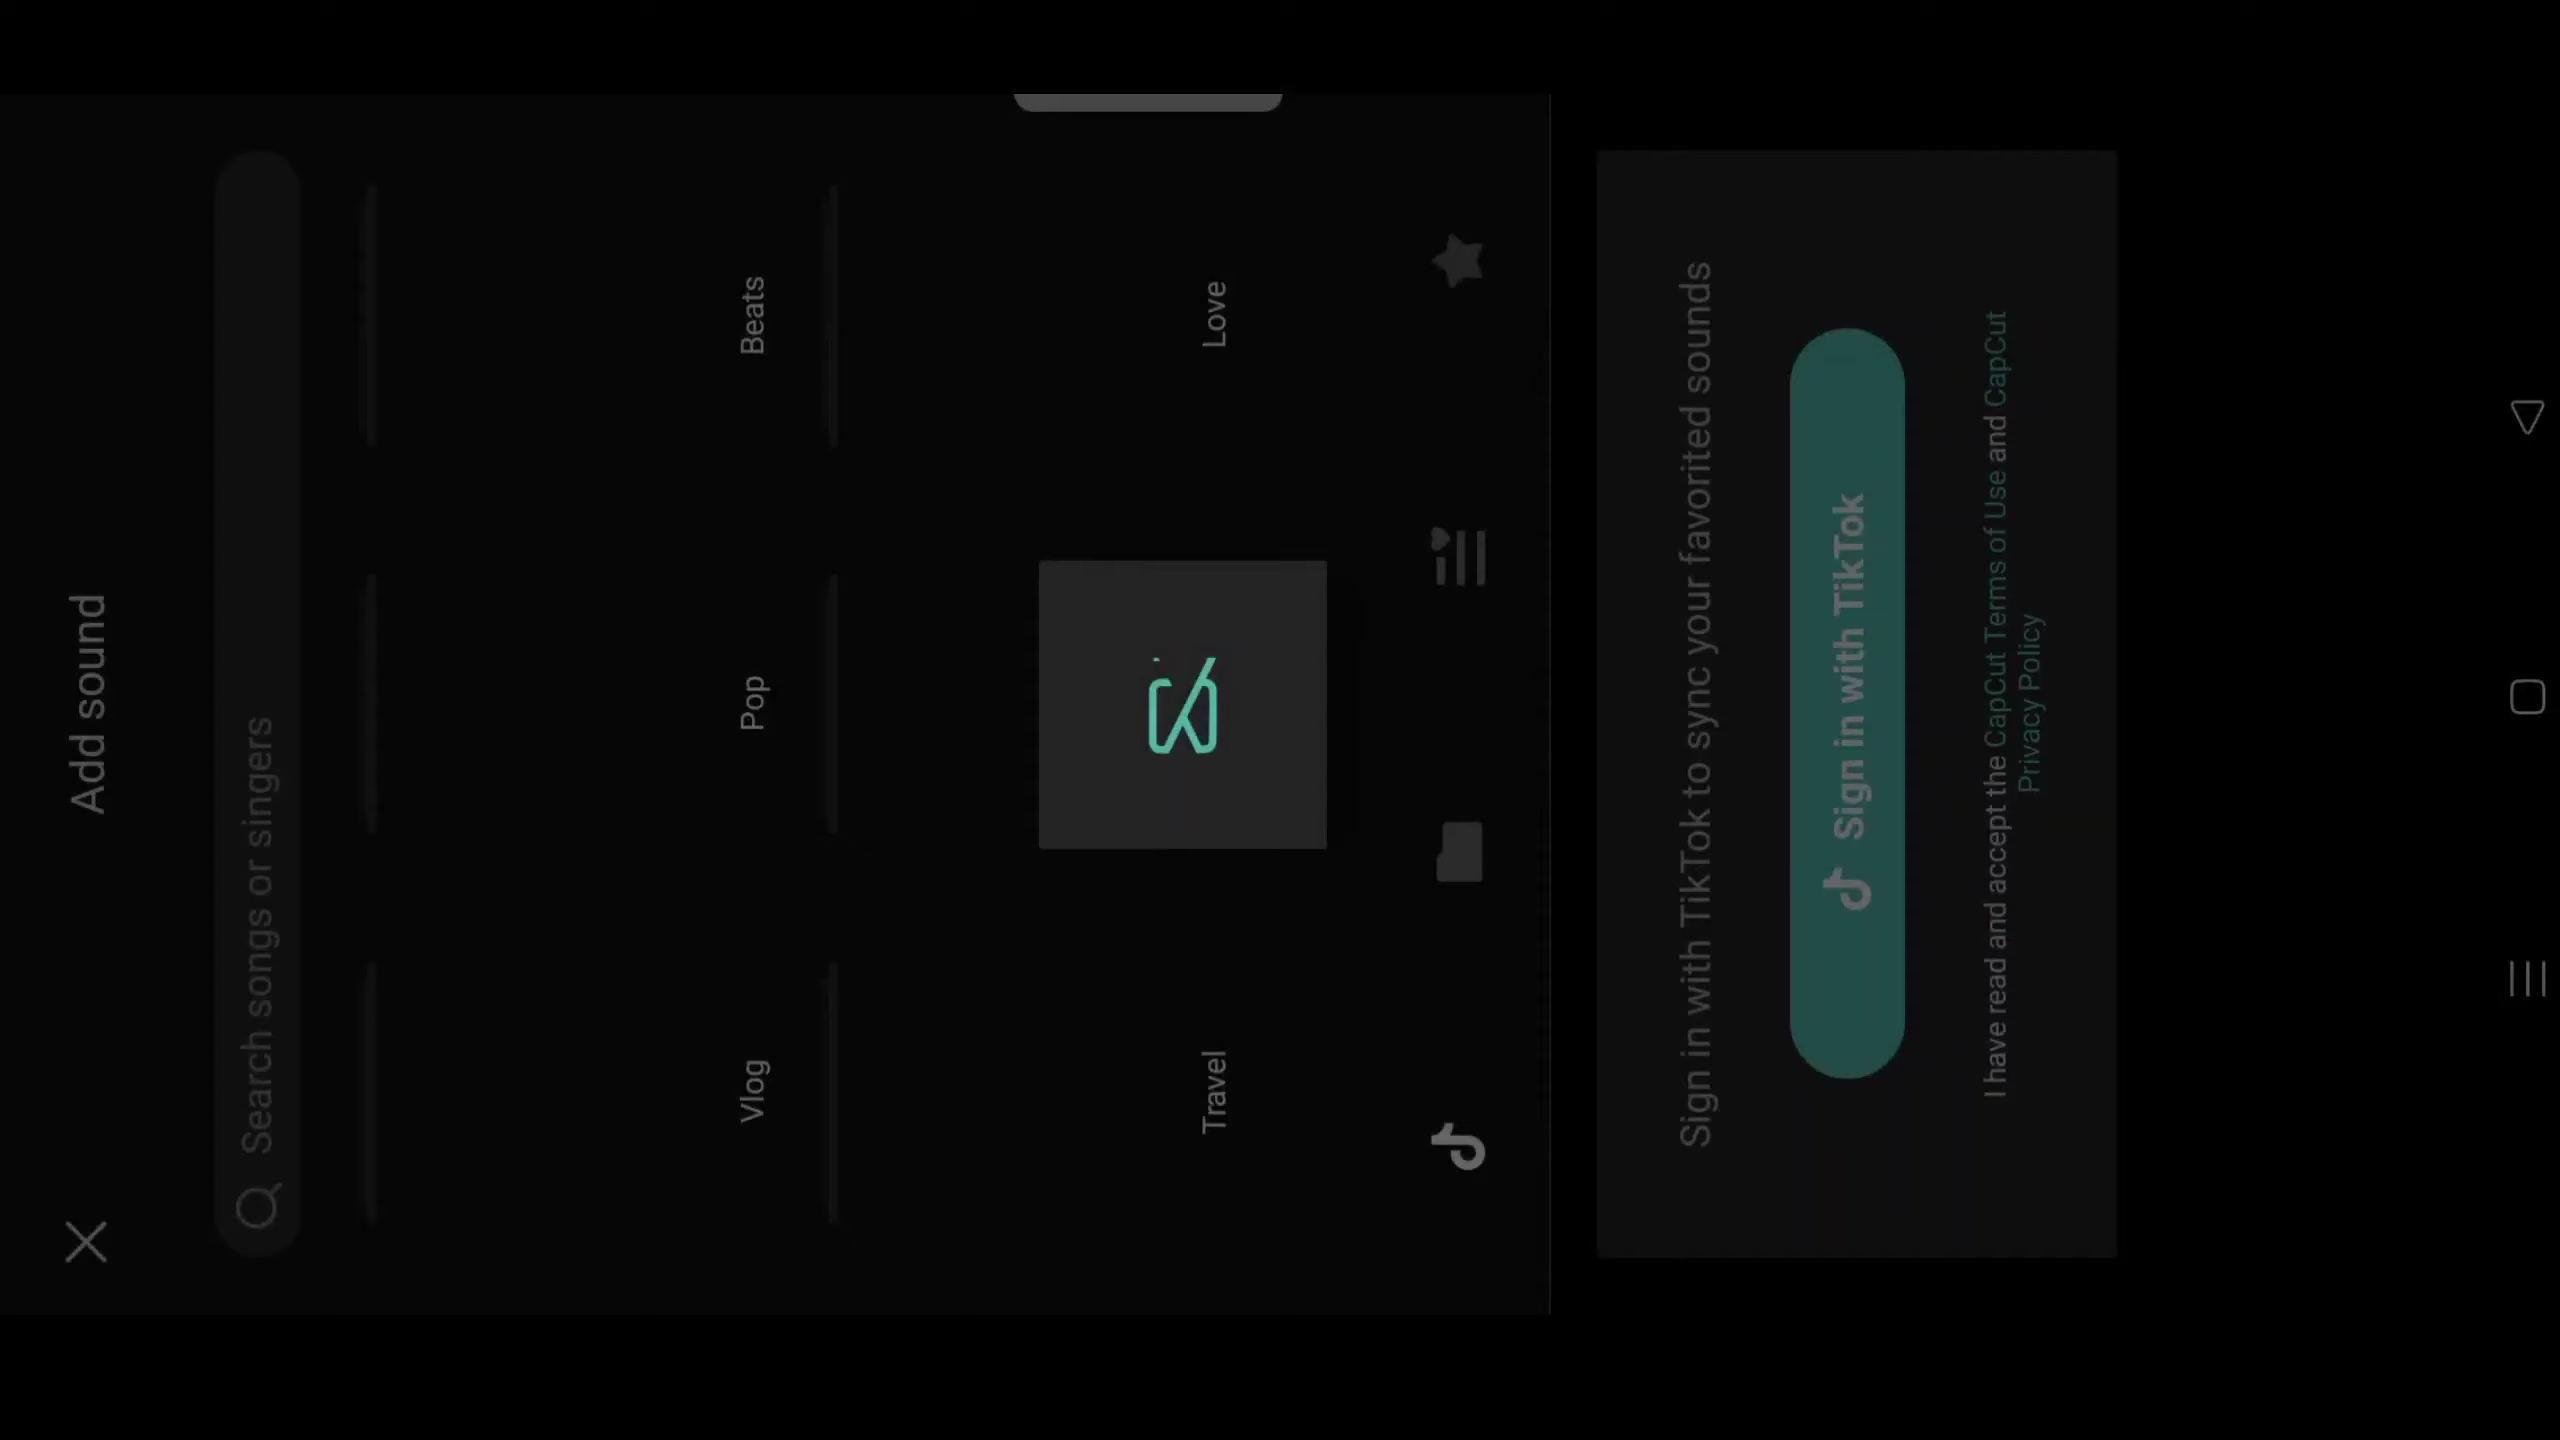 Add sound
Search songs or singers
Vlog
Pop
Beats
Travel
Love
Sign in with TikTok to sync your favorited sounds
Sign in with TikTok
I have read and accept the CapCut Terms of Use and CapCut
Privacy Policy